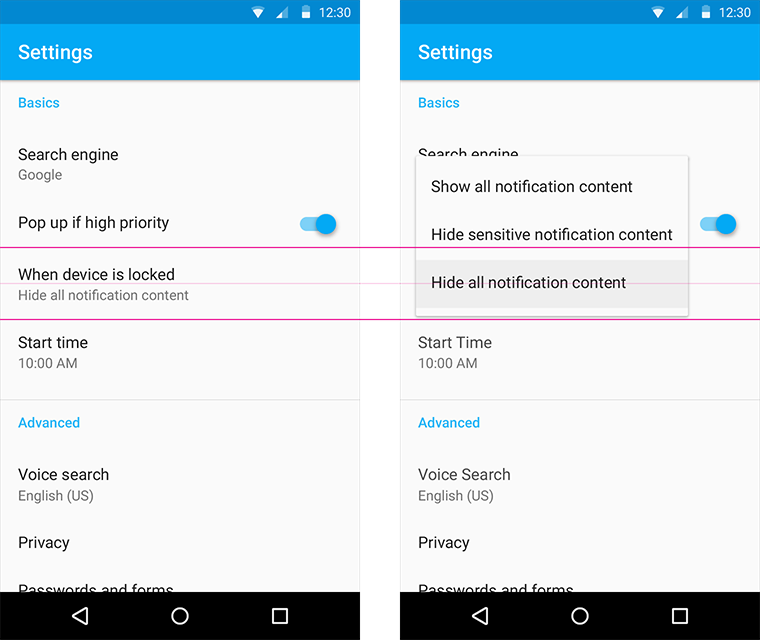 12:30
Settings
Basics
Search engine
Google
Pop up if high priority
When device is locked
Hide all notification content
Start time
10:00 AM
Advanced
Voice search
English (US)
Privacy
Passwords and forms
12:30
Settings
Basics
Search engine
Show all notification content
Hide sensitive notification content
Hide all notification content
Start Time
10:00 AM
Advanced
Voice Search
English (US)
Privacy
Passwords and forms